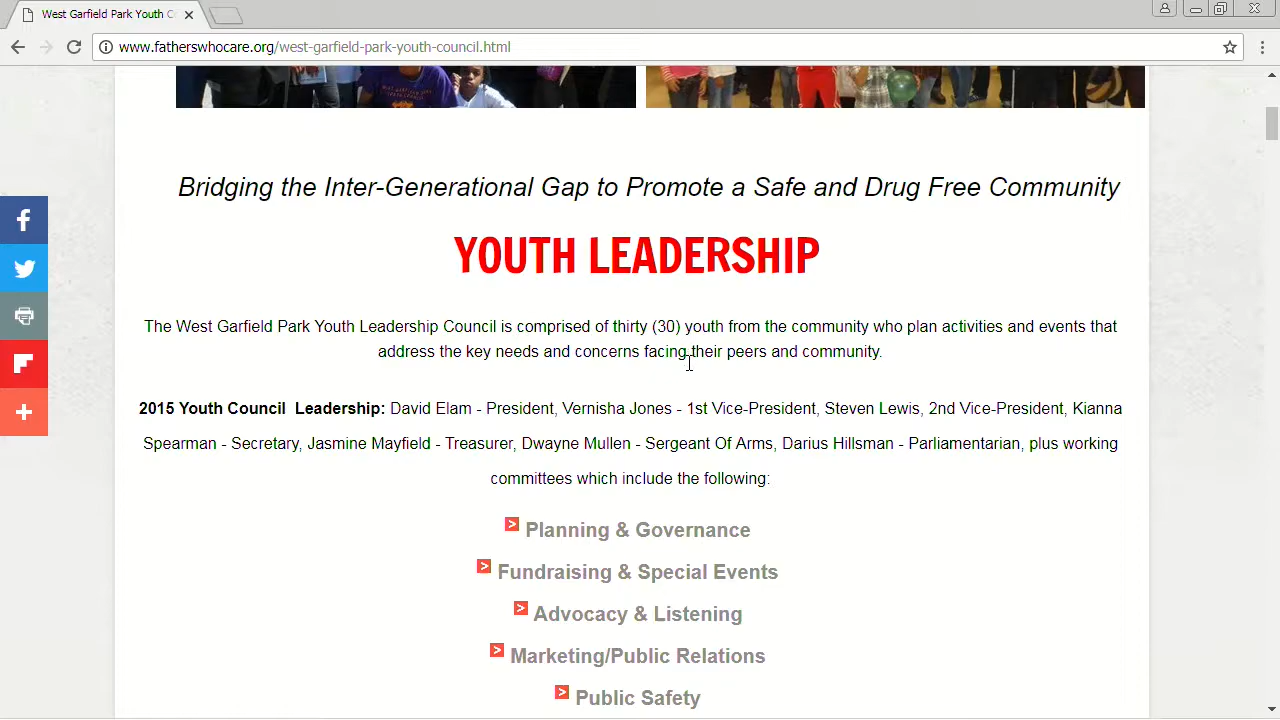 West Garfield Park Youth C
www.fatherswhocare.org/west-garfield-park-youth-council.html
Bridging the Inter-Generational Gap to Promote a Safe and Drug Free Community
YOUTH LEADERSHIP
The West Garfield Park Youth Leadership Council is comprised of thirty (30) youth from the community who plan activities and events that
address the key needs and concerns facing their peers and community.
2015 Youth Council Leadership: David Elam - President, Vernisha Jones - 1st Vice-President, Steven Lewis, 2nd Vice-President, Kianna
Spearman - Secretary, Jasmine Mayfield - Treasurer, Dwayne Mullen - Sergeant Of Arms, Darius Hillsman - Parliamentarian, plus working
committees which include the following:
Planning & Governance
Fundraising & Special Events
Advocacy & Listening
Marketing/Public Relations
Public Safety